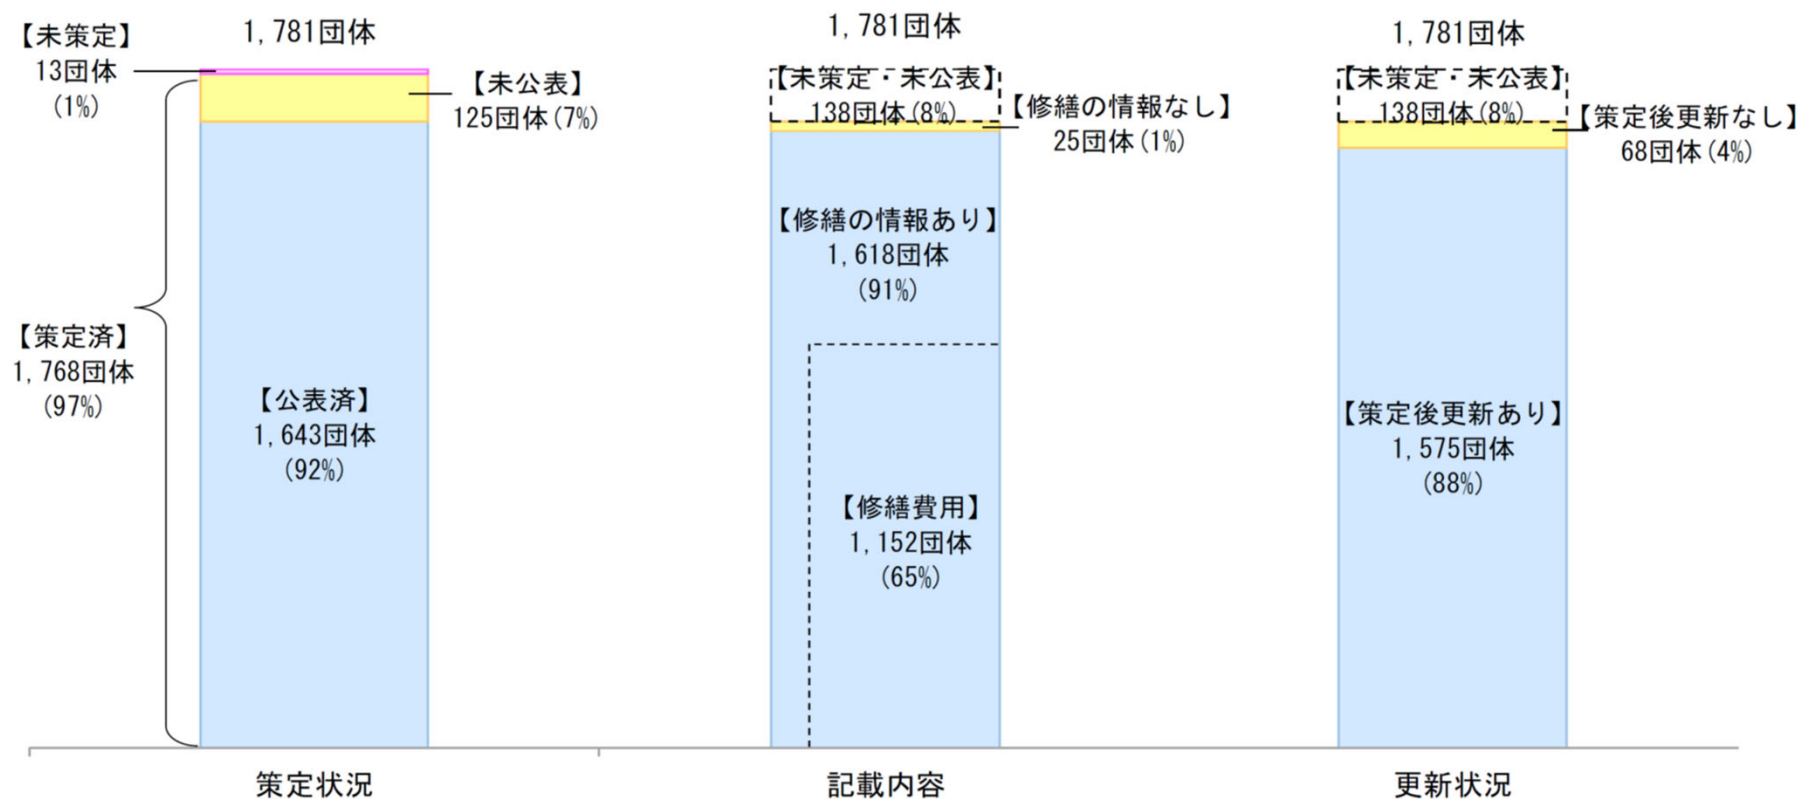 【未策定】
13団体
(1%)
1,781団体
【未公表】
125団体(7%)
【策定済】
1,768団体
(97%)
【公表済】
1,643団体
(92%)
策定状況
1,781団体
【未策定・未公表】
138団体(8%)
【修繕の情報なし】
25団体(1%)
【修繕の情報あり】
1,618団体
(91%)
【修繕費用】
1,152団体
(65%)
記載内容
1,781団体
【未策定・未公表】
138団体(8%)
【策定後更新なし】
68団体(4%)
【策定後更新あり】
1,575団体
(88%)
更新状況